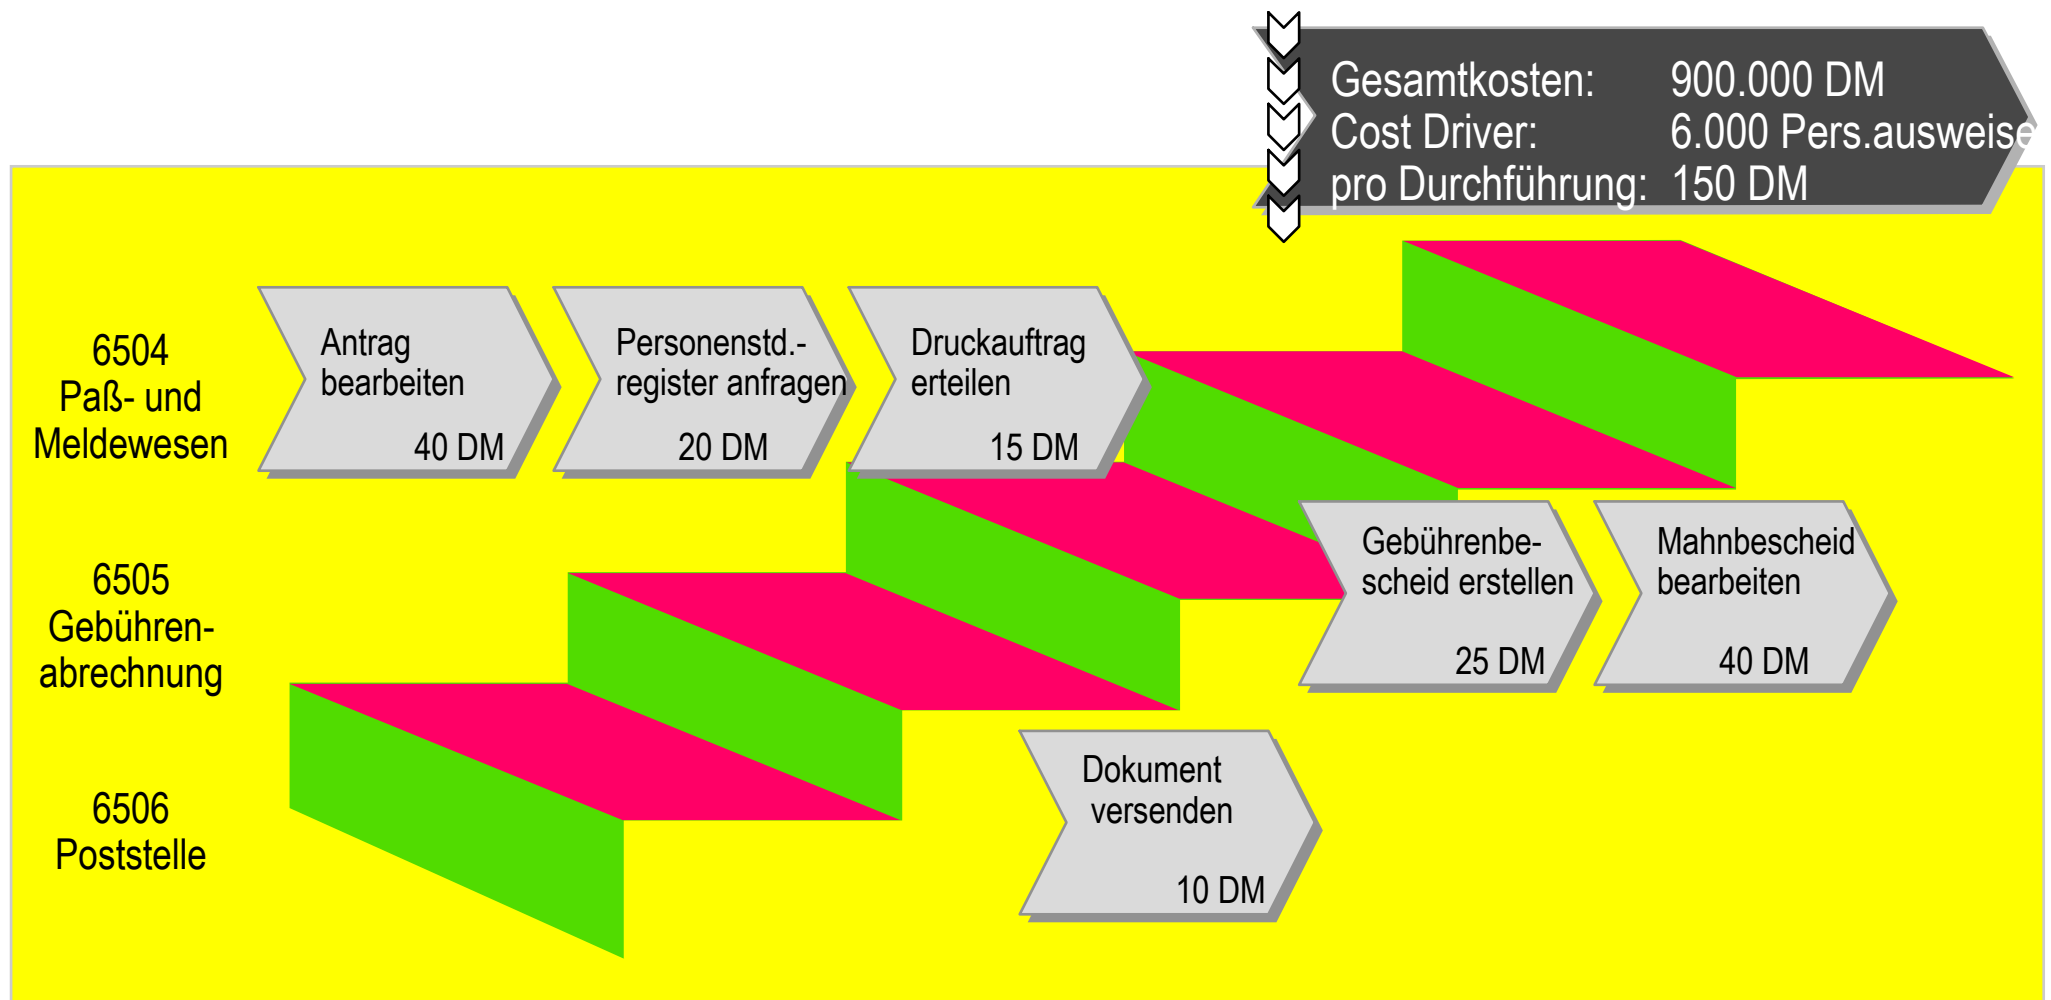 Gesamtkosten: 900.000 DM
Cost Driver: 6.000 Pers.ausweise
pro Durchführung: 150 DM
6504
Paß- und
Meldewesen
Antrag
bearbeiten
40 DM
Personenstd.-
register anfragen
20 DM
Druckauftrag
erteilen
15 DM
6505
Gebühren-
abrechnung
Gebührenbe-
scheid erstellen
25 DM
Mahnbescheid
bearbeiten
40 DM
6506
Poststelle
Dokument
versenden
10 DM